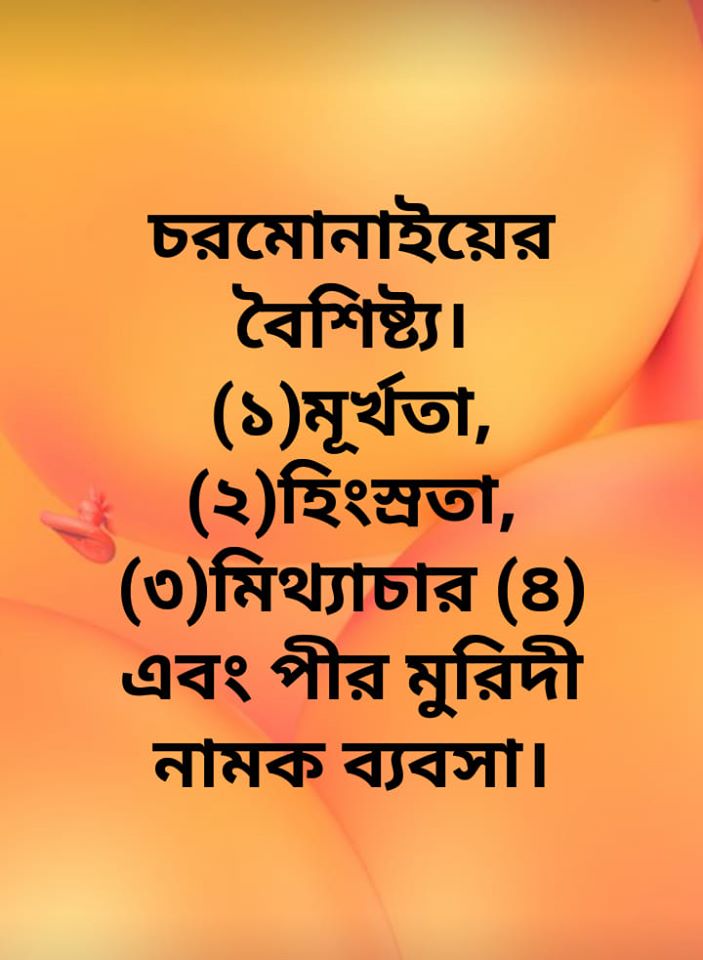 চরমোনাইয়ের
বৈশিষ্ট্য।
(১)মূর্খতা,
(২)হিংস্রতা,
(৩)মিথ্যাচার (৪)
এবং পীর মুরিদী
নামক ব্যবসা।